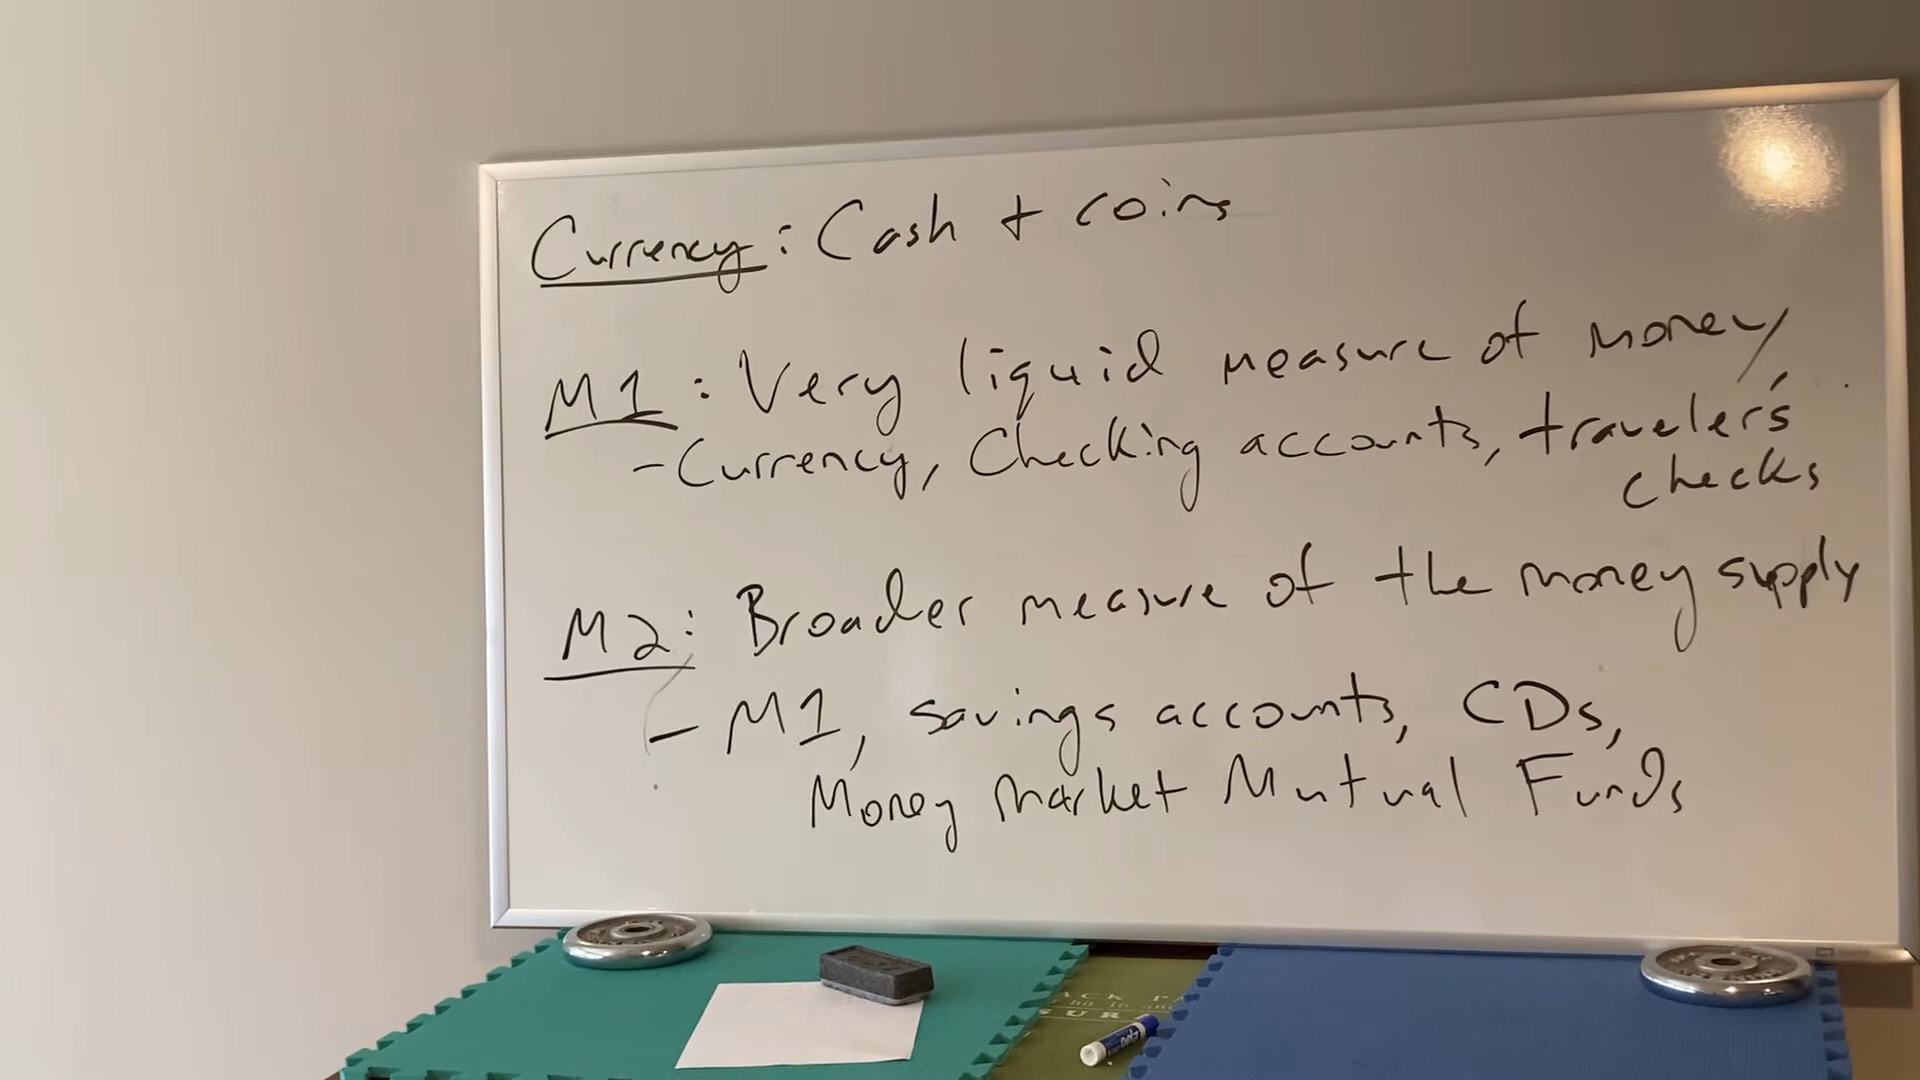 Currency: Cash + coins
M1: Very liquid measure of money
- Currency, Checking accounts, traveler's
checks
M2: Broader measure of the money supply
- M1, savings accounts, CDs,
Money Market Mutual Funds